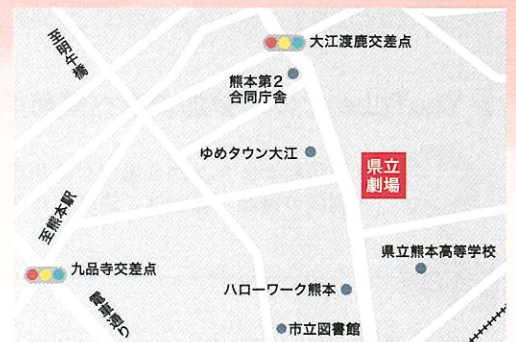 至明午橋
大江渡鹿交差点
熊本第2
合同庁舎
ゆめタウン大江
県立
劇場
至熊本駅
県立熊本高等学校
九品寺交差点
ハローワーク熊本
電車通り
市立図書館